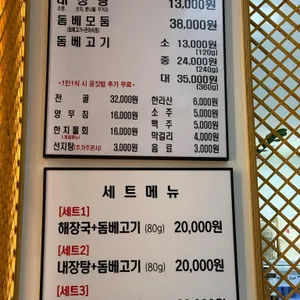 13,000원
돔베모둠 38,000원
돔베고기 소 13,000원
(120g)
중 24,000원
(240g)
대 35,000원
(360g)
*1인1식 시 공깃밥 추가 무료*
전 골 32,000원 한라산 6,000원
양 무 침 16,000원 소 주 5,000원
한치물회 16,000원 맥 주 5,000원
막걸리 4,000원
선지탕(추가주문시) 3,000원 음 료 3,000원
세 트 메 뉴
[세트1]
해장국+돔베고기 (80g) 20,000원
[세트2]
내장탕+돔베고기 (80g) 20,000원
[세트3]